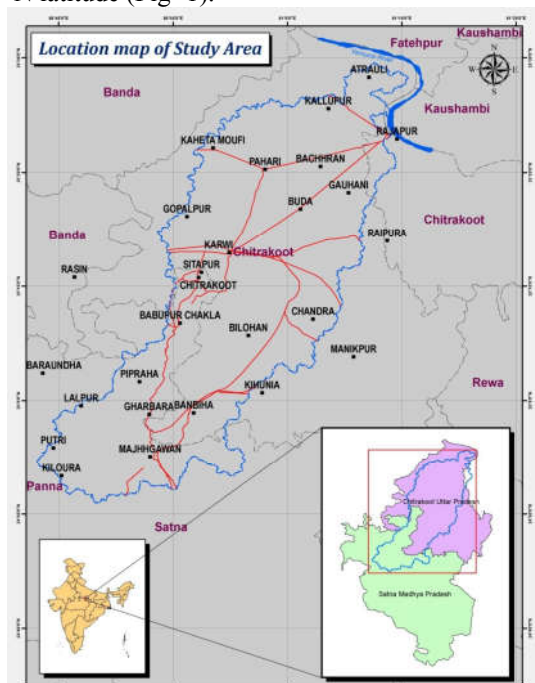 Location map of Study Area
Kaushambi
Fatehpur
N
W
E
S
ATRAULI
Banda
KALLUPUR
Kaushambi
RAJAPUR
KAHETA MOUFI
PAHARI
BACHHRAN
GAUHANI
GOPALPUR
BUDA
Chitrakoot
Banda
KARWI
Chitrakoot
RAIPURA
RASIN
SITAPUR
CHITRAKOOT
BABUPUR CHAKLA
CHANDRA
BILOHAN
MANIKPUR
BARAUNDHA
PIPRAHA
KIHUNIA
Rewa
LALPUR
GHARBARA
BANBIHA
PUTRI
MAJHHGAWAN
KILOURA
Panna
Satna
Chitrakoot Uttar Pradesh
Satna Madhya Pradesh